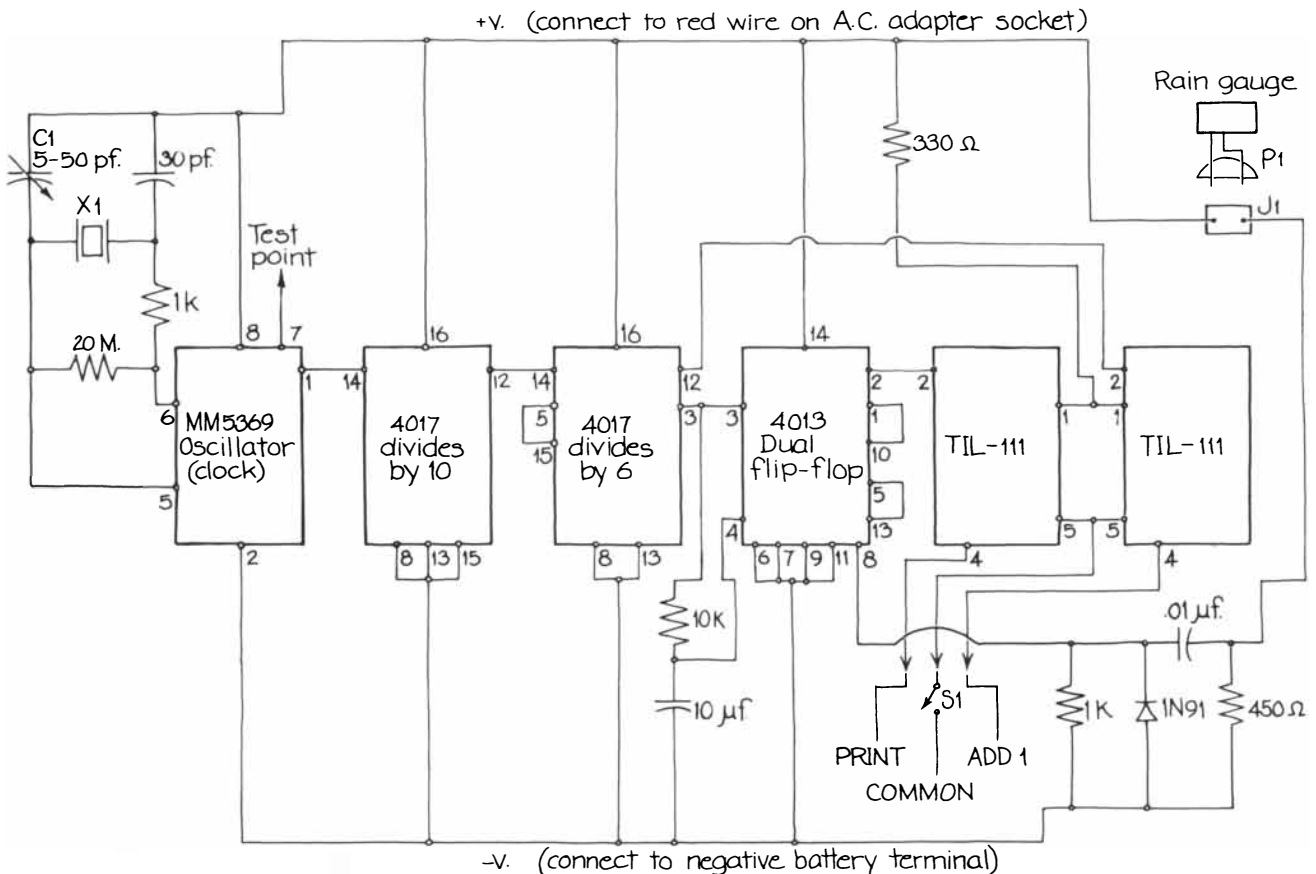 +V. (connect to red wire on A.C. adapter socket)
Rain gauge
P1
J1
C1
5-50 pf.
30 pf.
330 Ω
X1
Test
point
1K
20 M.
8 7
16
16
14
6
5
1
2
MM5369
Oscillator
(clock)
14
12
4017
divides
by 10
8 13 15
14
5
15
12
3
4017
divides
by 6
8 13
3
4
2
1
10
5
13
4013
Dual
flip-flop
6 7 9 11 8
2
1
5
TIL-111
4
2
1
5
TIL-111
4
10K
10 µf
.01 µf.
S1
1K
1N91
450 Ω
PRINT
ADD 1
COMMON
-V. (connect to negative battery terminal)